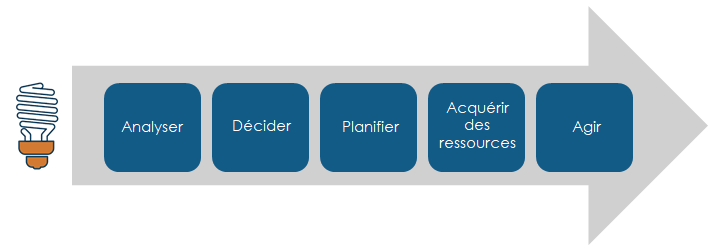 Analyser
Décider
Planifier
Acquérir
des
ressources
Agir